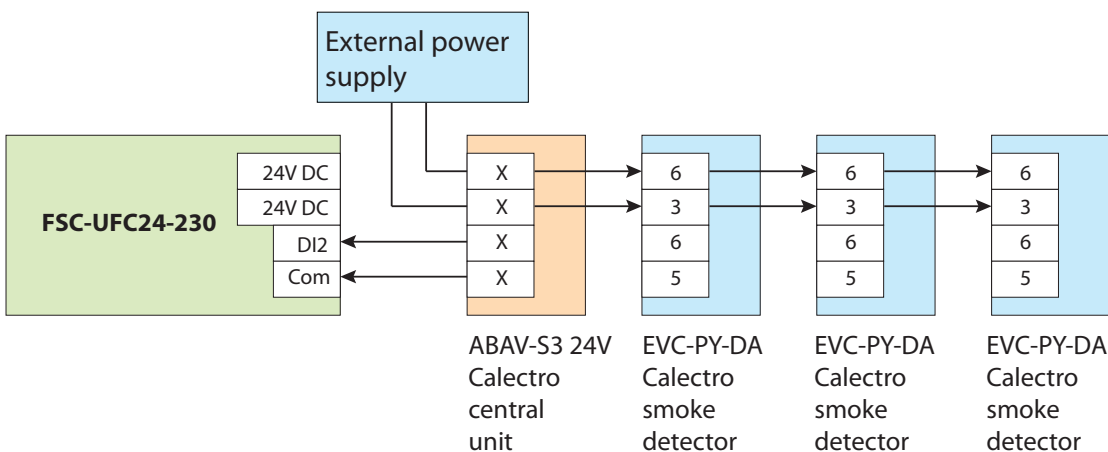 External power
supply
FSC-UFC24-230
24V DC
24V DC
DI2
Com
X
X
X
X
6
3
6
5
6
3
6
5
6
3
6
5
ABAV-S3 24V
Calectro
central
unit
EVC-PY-DA
Calectro
smoke
detector
EVC-PY-DA
Calectro
smoke
detector
EVC-PY-DA
Calectro
smoke
detector